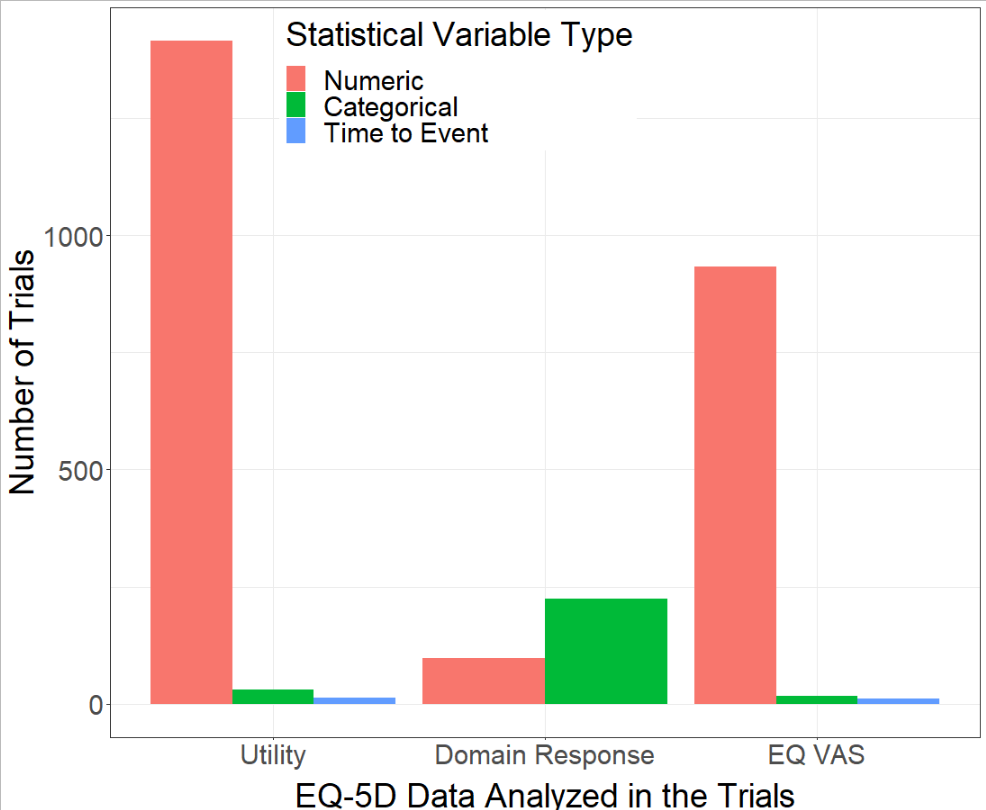 Statistical Variable Type
Numeric
Categorical
Time to Event
Number of Trials
1000
500
0
Utility
Domain Response
EQ VAS
EQ-5D Data Analyzed in the Trials